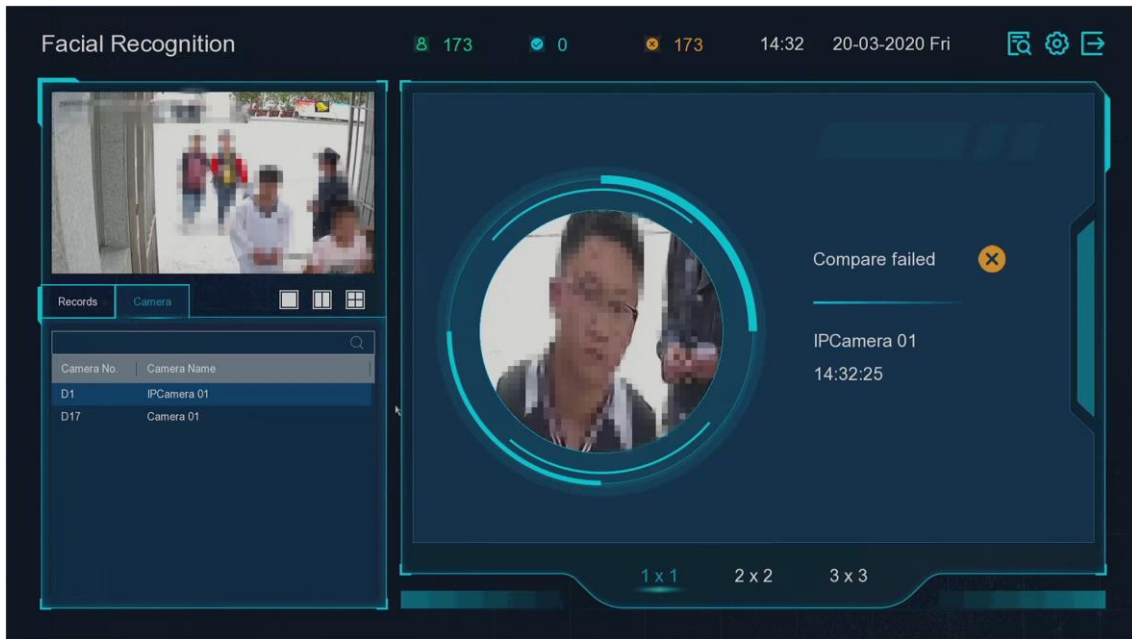 Facial Recognition
173
0
173
14:32 20-03-2020 Fri
Records
Camera
Camera No. Camera Name
D1 IPCamera 01
D17 Camera 01
Compare failed
IPCamera 01
14:32:25
1 x 1
2 x 2
3 x 3